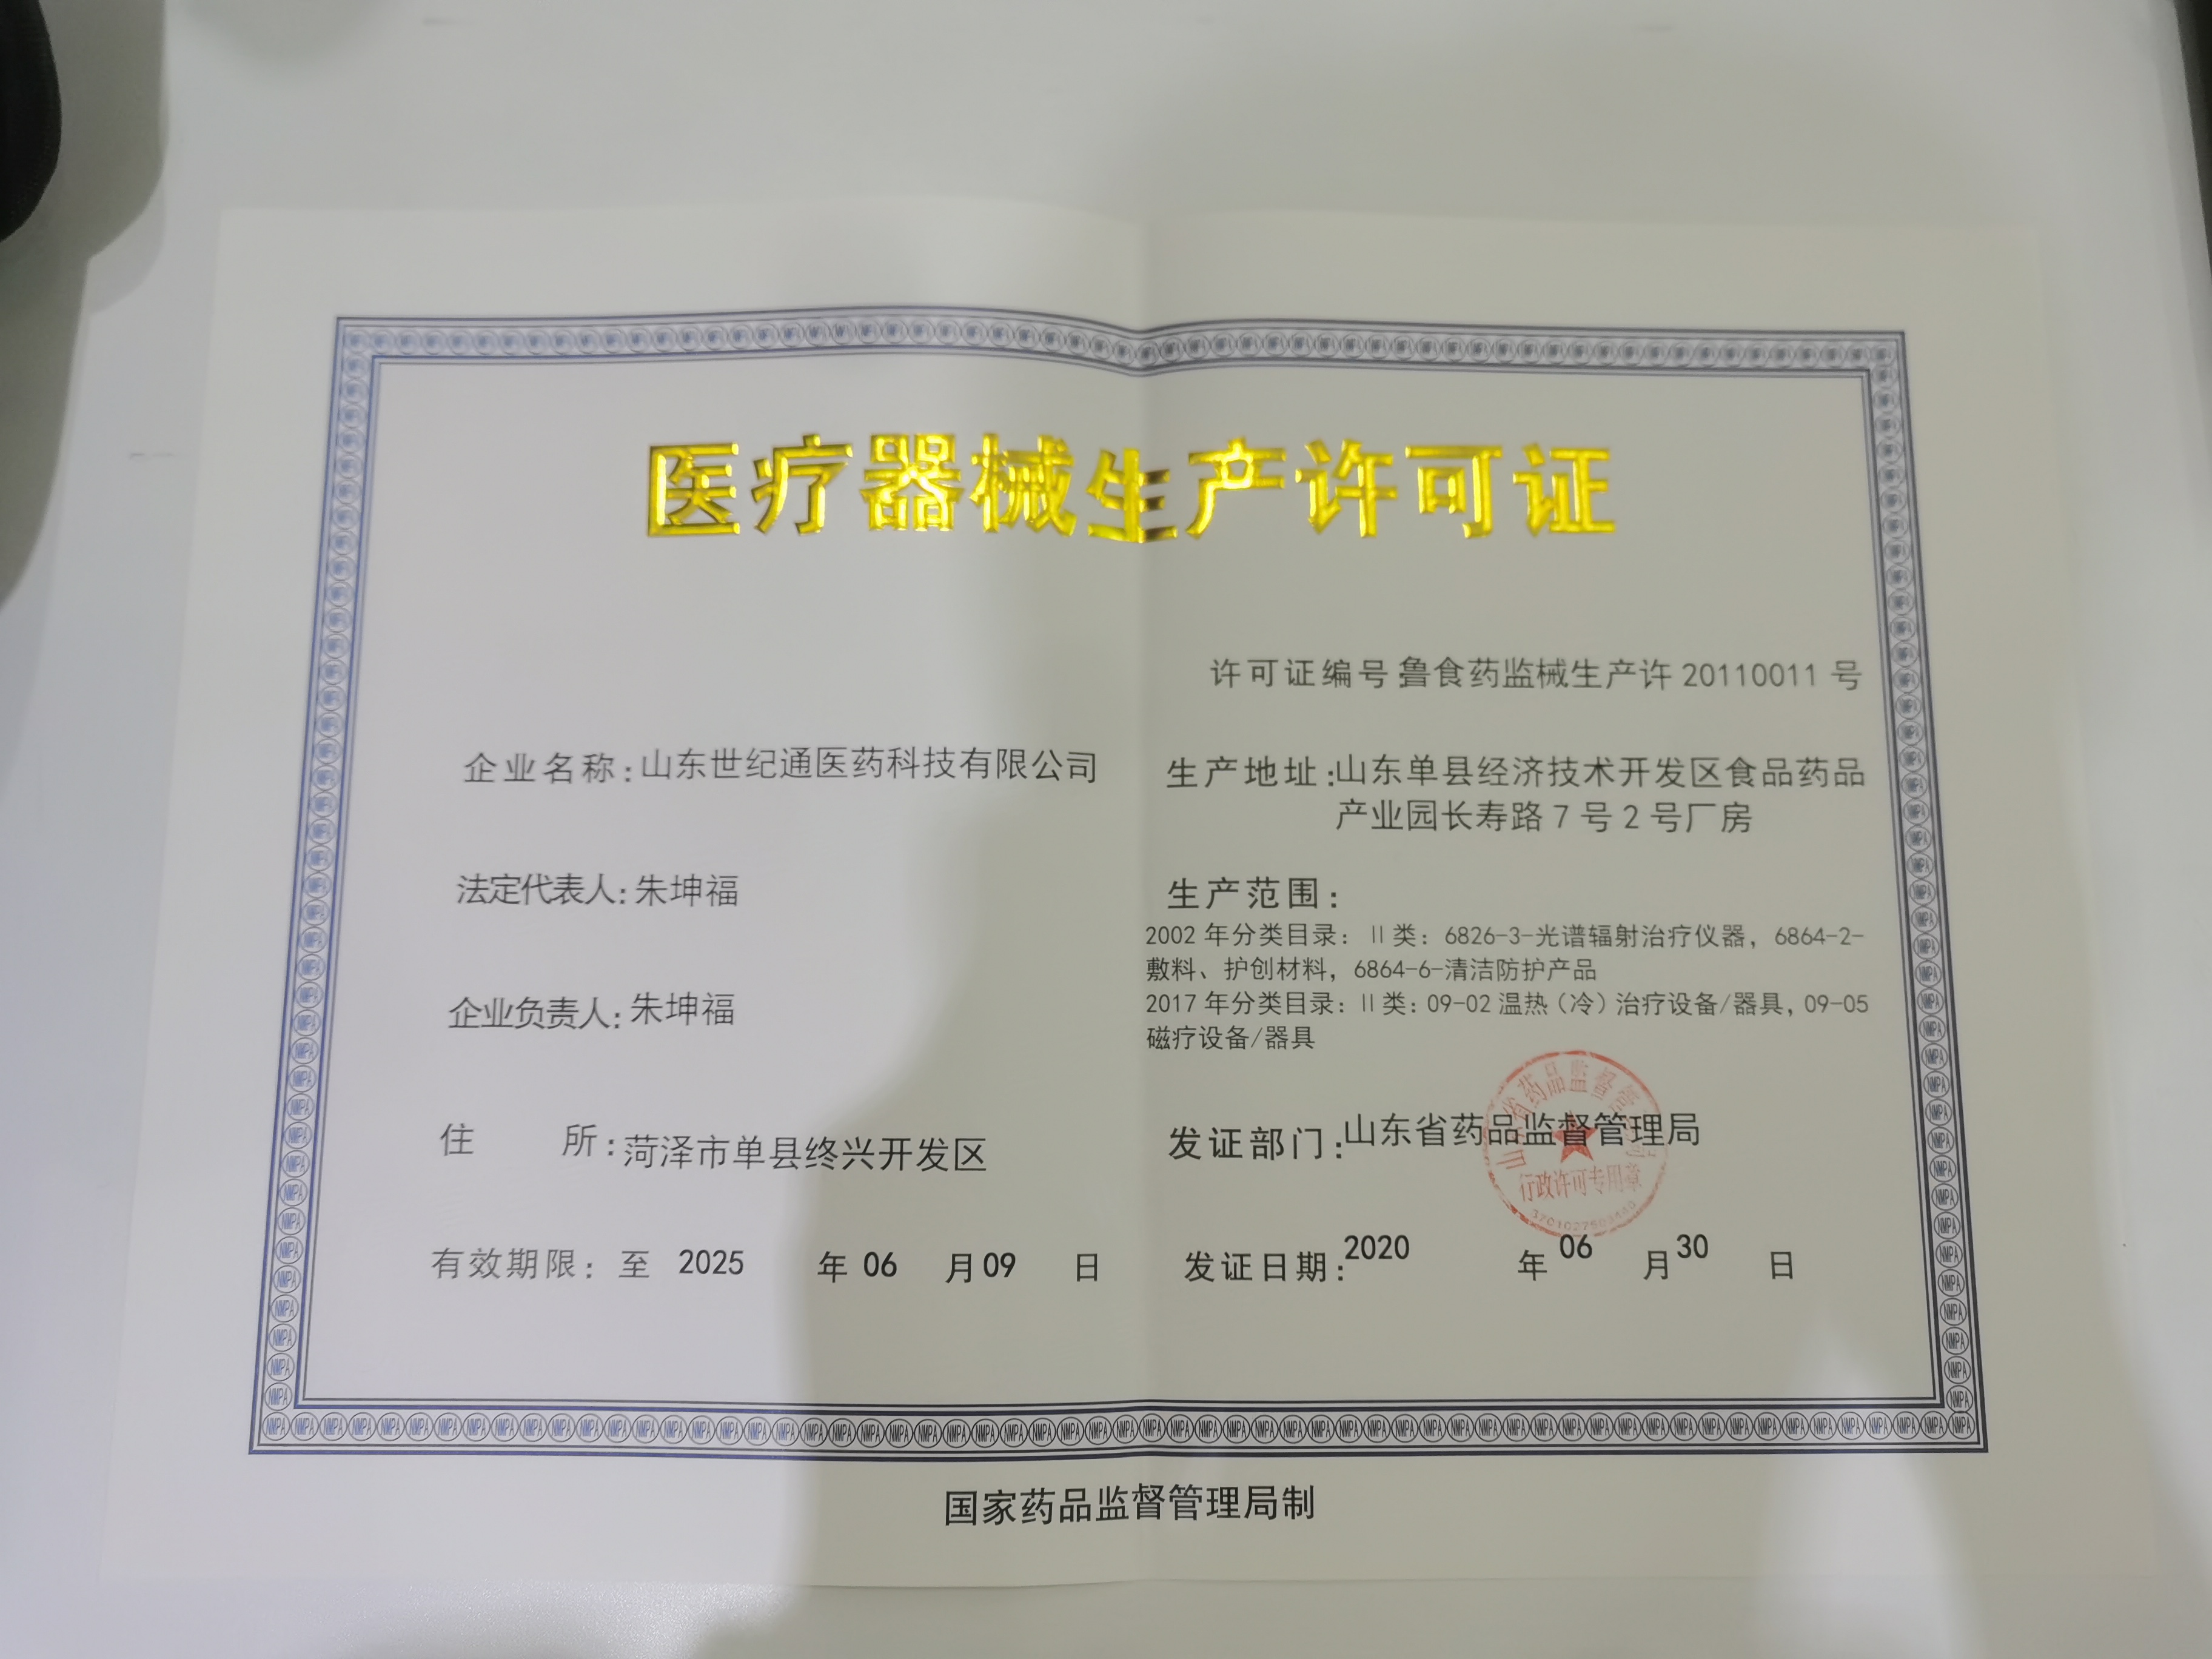 医疗器械生产许可证
许可证编号:鲁食药监械生产许 20110011 号
企业名称:山东世纪通医药科技有限公司
法定代表人:朱坤福
企业负责人:朱坤福
住 所:菏泽市单县终兴开发区
有效期限:至 2025 年 06 月 09 日
生产地址:山东单县经济技术开发区食品药品
产业园长寿路 7 号 2 号厂房
生产范围:
2002 年分类目录: II 类: 6826-3-光谱辐射治疗仪器, 6864-2-
敷料、护创材料, 6864-6-清洁防护产品
2017 年分类目录: II 类: 09-02 温热(冷)治疗设备/器具, 09-05
磁疗设备/器具
发证部门:山东省药品监督管理局
行政许可专用章
发证日期:2020 年 06 月 30 日
国家药品监督管理局制